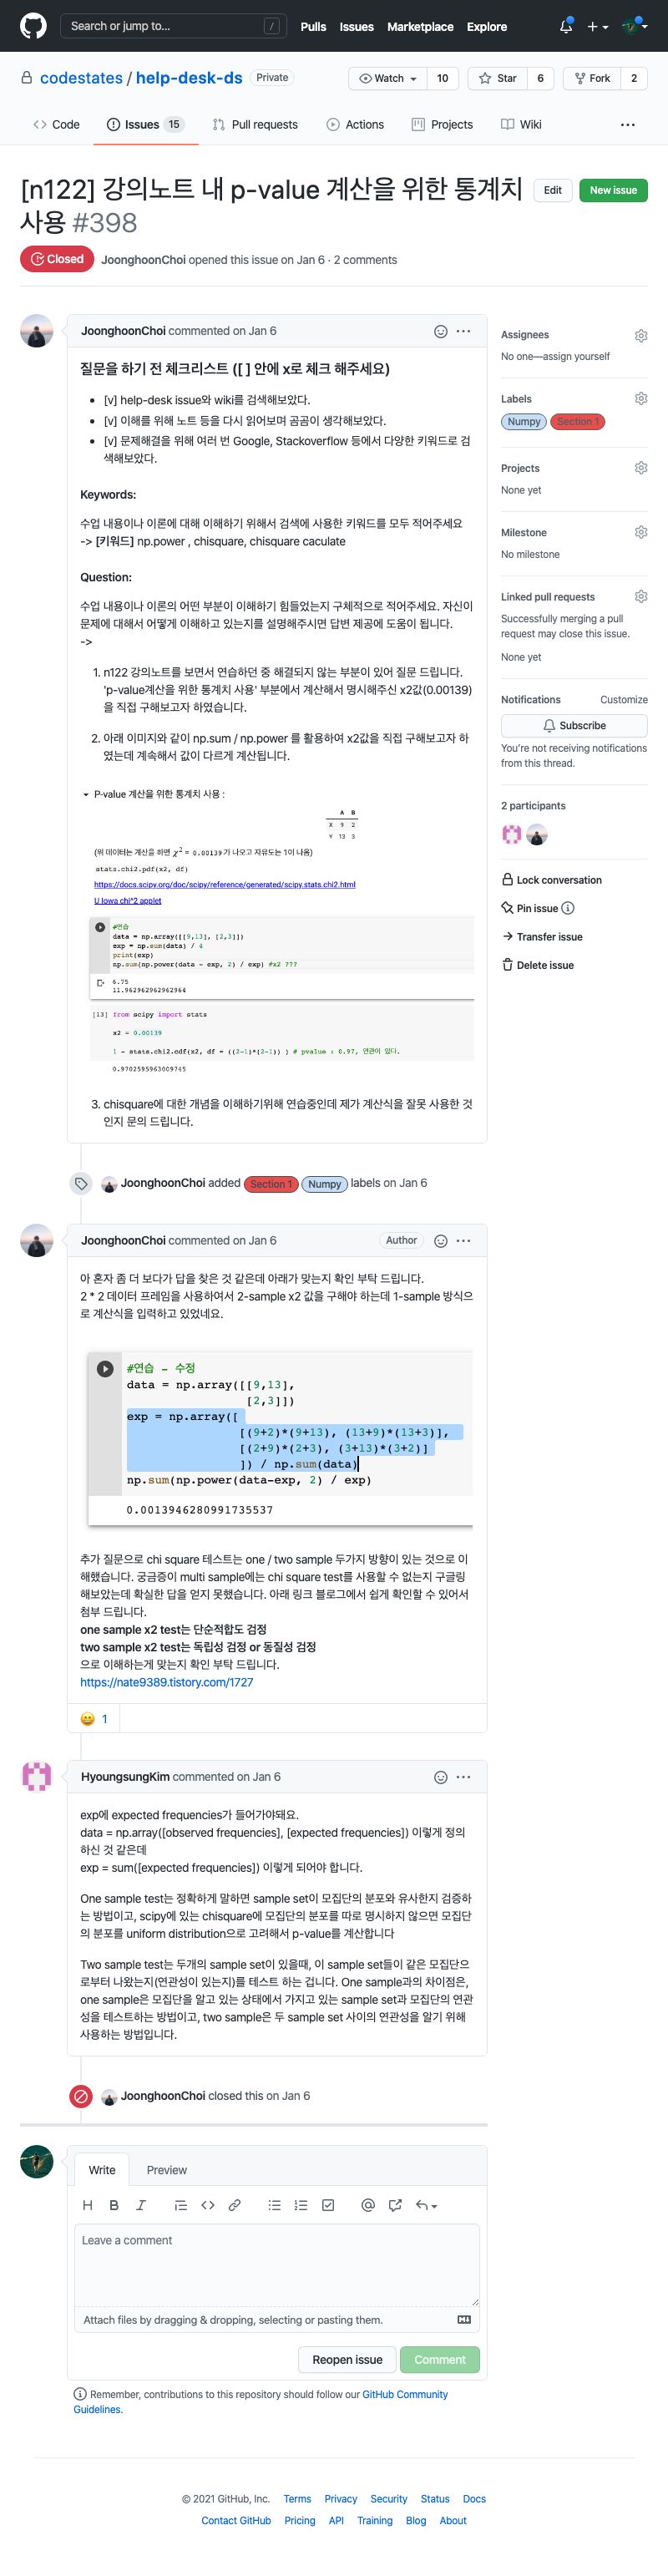 Search or jump to... / Pulls Issues Marketplace Explore
codestates / help-desk-ds Private Watch 10 Star 6 Fork 2
Code Issues 15 Pull requests Actions Projects Wiki ...
[n122] 강의노트 내 p-value 계산을 위한 통계치
사용 #398
Edit New issue
Closed JoonghoonChoi opened this issue on Jan 6 · 2 comments
JoonghoonChoi commented on Jan 6
질문을 하기 전 체크리스트 ([ ] 안에 x로 체크 해주세요)
• [v] help-desk issue와 wiki를 검색해보았다.
• [v] 이해를 위해 노트 등을 다시 읽어보며 곰곰이 생각해보았다.
• [v] 문제해결을 위해 여러 번 Google, Stackoverflow 등에서 다양한 키워드로 검
색해보았다.
Keywords:
수업 내용이나 이론에 대해 이해하기 위해서 검색에 사용한 키워드를 모두 적어주세요
-> [키워드] np.power , chisquare, chisquare caculate
Question:
수업 내용이나 이론의 어떤 부분이 이해하기 힘들었는지 구체적으로 적어주세요. 자신이
문제에 대해서 어떻게 이해하고 있는지를 설명해주시면 답변 제공에 도움이 됩니다.
->
1. n122 강의노트를 보면서 연습하던 중 해결되지 않는 부분이 있어 질문 드립니다.
'p-value계산을 위한 통계치 사용' 부분에서 계산해서 명시해주신 x2값(0.00139)
을 직접 구해보고자 하였습니다.
2. 아래 이미지와 같이 np.sum / np.power 를 활용하여 x2값을 직접 구해보고자 하
였는데 계속해서 값이 다르게 계산됩니다.
P-value 계산을 위한 통계치 사용 :
A B
X 9 2
Y 13 3
(위 데이터는 계산을 하면 χ² = 0.00139 가 나오고 자유도는 1이 나옴)
stats.chi2.pdf(x2, df)
https://docs.scipy.org/doc/scipy/reference/generated/scipy.stats.chi2.html
U Iowa chi^2 applet
#연습
data = np.array([[9,13], [2,3]])
exp = np.sum(data) / 4
print(exp)
np.sum(np.power(data - exp, 2) / exp) #x2 ???
6.75
11.962962962962964
[13] from scipy import stats
x2 = 0.00139
1 - stats.chi2.cdf(x2, df = ((2-1)*(2-1)) ) # pvalue : 0.97, 연관이 있다.
0.9702595963009745
3. chisquare에 대한 개념을 이해하기위해 연습중인데 제가 계산식을 잘못 사용한 것
인지 문의 드립니다.
Assignees
No one—assign yourself
Labels
Numpy Section 1
Projects
None yet
Milestone
No milestone
Linked pull requests
Successfully merging a pull
request may close this issue.
None yet
Notifications Customize
Subscribe
You're not receiving notifications
from this thread.
2 participants
Lock conversation
Pin issue
Transfer issue
Delete issue
JoonghoonChoi added Section 1 Numpy labels on Jan 6
JoonghoonChoi commented on Jan 6 Author
아 혼자 좀 더 보다가 답을 찾은 것 같은데 아래가 맞는지 확인 부탁 드립니다.
2 * 2 데이터 프레임을 사용하여서 2-sample x2 값을 구해야 하는데 1-sample 방식으
로 계산식을 입력하고 있었네요.
#연습 - 수정
data = np.array([[9,13],
[2,3]])
exp = np.array([
[(9+2)*(9+13), (13+9)*(13+3)],
[(2+9)*(2+3), (3+13)*(3+2)]
]) / np.sum(data)
np.sum(np.power(data-exp, 2) / exp)
0.0013946280991735537
추가 질문으로 chi square 테스트는 one / two sample 두가지 방향이 있는 것으로 이
해했습니다. 궁금증이 multi sample에는 chi square test를 사용할 수 없는지 구글링
해보았는데 확실한 답을 얻지 못했습니다. 아래 링크 블로그에서 쉽게 확인할 수 있어서
첨부 드립니다.
one sample x2 test는 단순적합도 검정
two sample x2 test는 독립성 검정 or 동질성 검정
으로 이해하는게 맞는지 확인 부탁 드립니다.
https://nate9389.tistory.com/1727
😄 1
HyoungsungKim commented on Jan 6
exp에 expected frequencies가 들어가야돼요.
data = np.array([observed frequencies], [expected frequencies]) 이렇게 정의
하신 것 같은데
exp = sum([expected frequencies]) 이렇게 되어야 합니다.
One sample test는 정확하게 말하면 sample set이 모집단의 분포와 유사한지 검증하
는 방법이고, scipy에 있는 chisquare에 모집단의 분포를 따로 명시하지 않으면 모집단
의 분포를 uniform distribution으로 고려해서 p-value를 계산합니다
Two sample test는 두개의 sample set이 있을때, 이 sample set들이 같은 모집단으
로부터 나왔는지(연관성이 있는지)를 테스트 하는 겁니다. One sample과의 차이점은,
one sample은 모집단을 알고 있는 상태에서 가지고 있는 sample set과 모집단의 연관
성을 테스트하는 방법이고, two sample은 두 sample set 사이의 연관성을 알기 위해
사용하는 방법입니다.
JoonghoonChoi closed this on Jan 6
Write Preview
Leave a comment
Attach files by dragging & dropping, selecting or pasting them.
Reopen issue Comment
Remember, contributions to this repository should follow our GitHub Community
Guidelines.
© 2021 GitHub, Inc. Terms Privacy Security Status Docs
Contact GitHub Pricing API Training Blog About